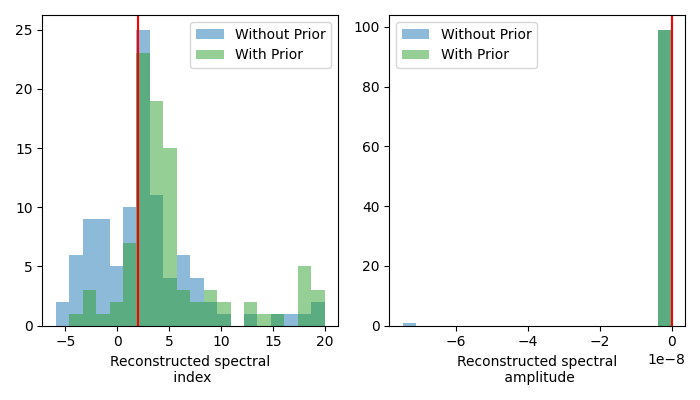 25
20
15
10
5
0
−5
0
5
10
15
20
Without Prior
With Prior
Reconstructed spectral
index
100
80
60
40
20
0
−6
−4
−2
0
1e−8
Without Prior
With Prior
Reconstructed spectral
amplitude